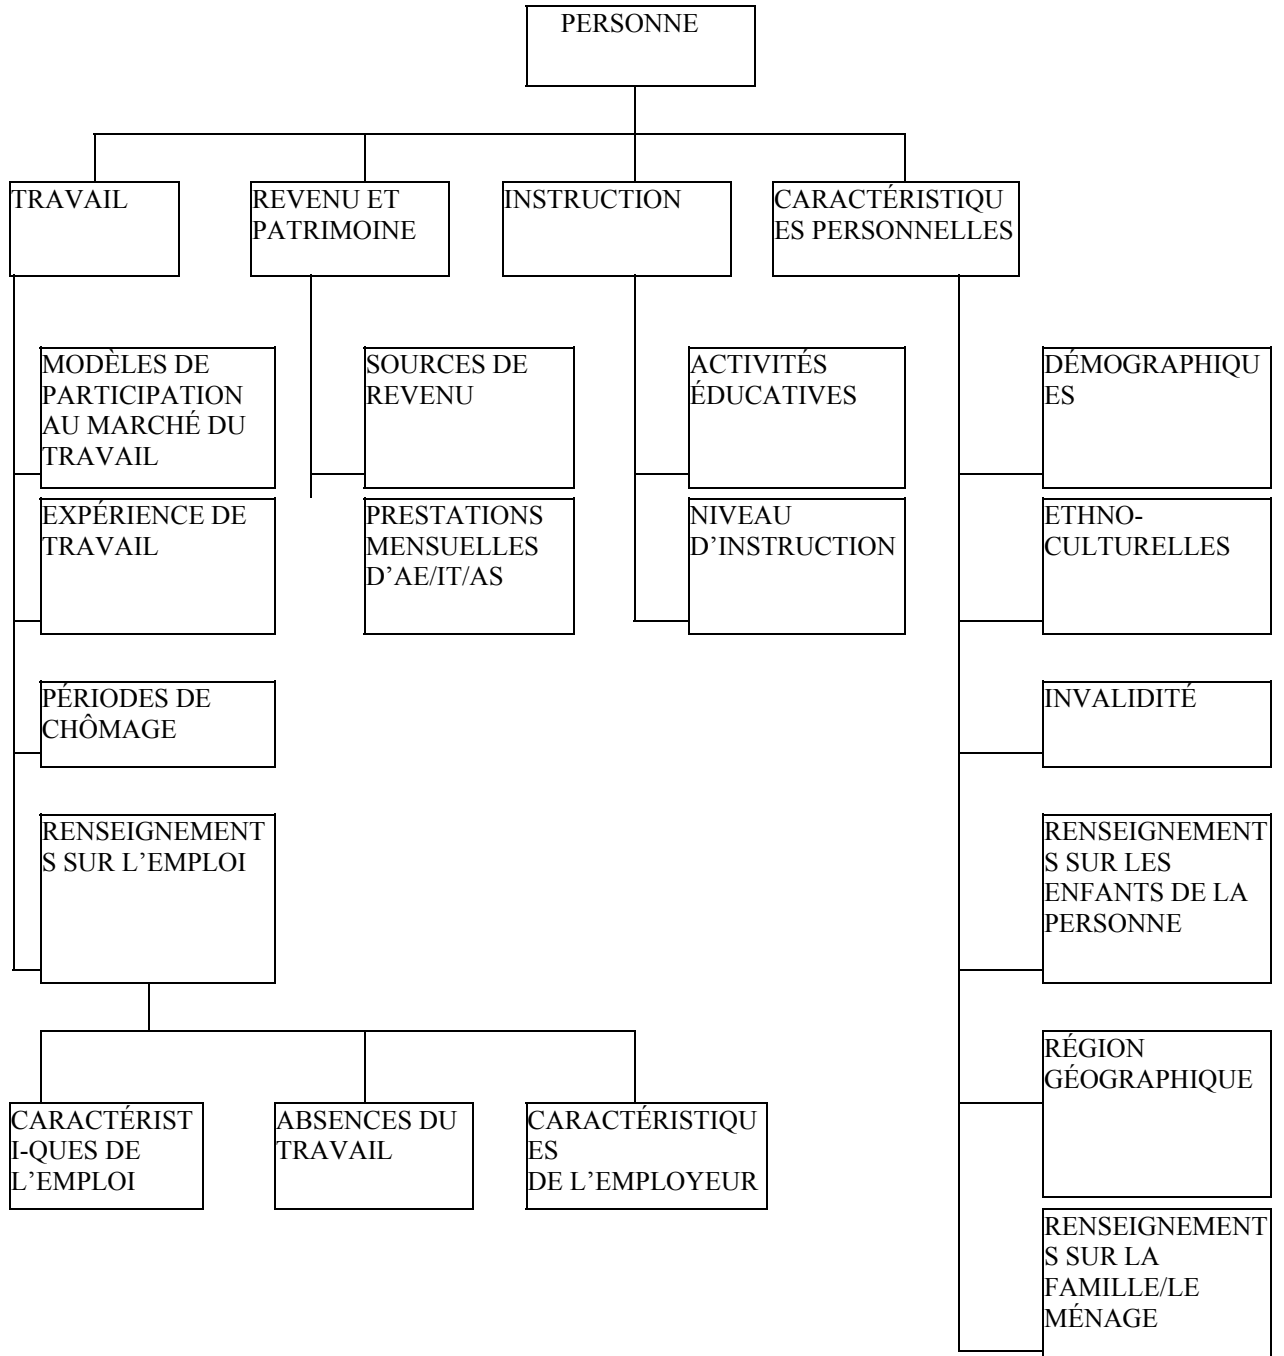 PERSONNE
TRAVAIL
REVENU ET
PATRIMOINE
INSTRUCTION
CARACTÉRISTIQU
ES PERSONNELLES
MODÈLES DE
PARTICIPATION
AU MARCHÉ DU
TRAVAIL
SOURCES DE
REVENU
ACTIVITÉS
ÉDUCATIVES
DÉMOGRAPHIQU
ES
EXPÉRIENCE DE
TRAVAIL
PRESTATIONS
MENSUELLES
D’AE/IT/AS
NIVEAU
D’INSTRUCTION
ETHNO-
CULTURELLES
PÉRIODES DE
CHÔMAGE
INVALIDITÉ
RENSEIGNEMENT
S SUR L’EMPLOI
RENSEIGNEMENT
S SUR LES
ENFANTS DE LA
PERSONNE
RÉGION
GÉOGRAPHIQUE
CARACTÉRIST
I-QUES DE
L’EMPLOI
ABSENCES DU
TRAVAIL
CARACTÉRISTIQU
ES
DE L’EMPLOYEUR
RENSEIGNEMENT
S SUR LA
FAMILLE/LE
MÉNAGE